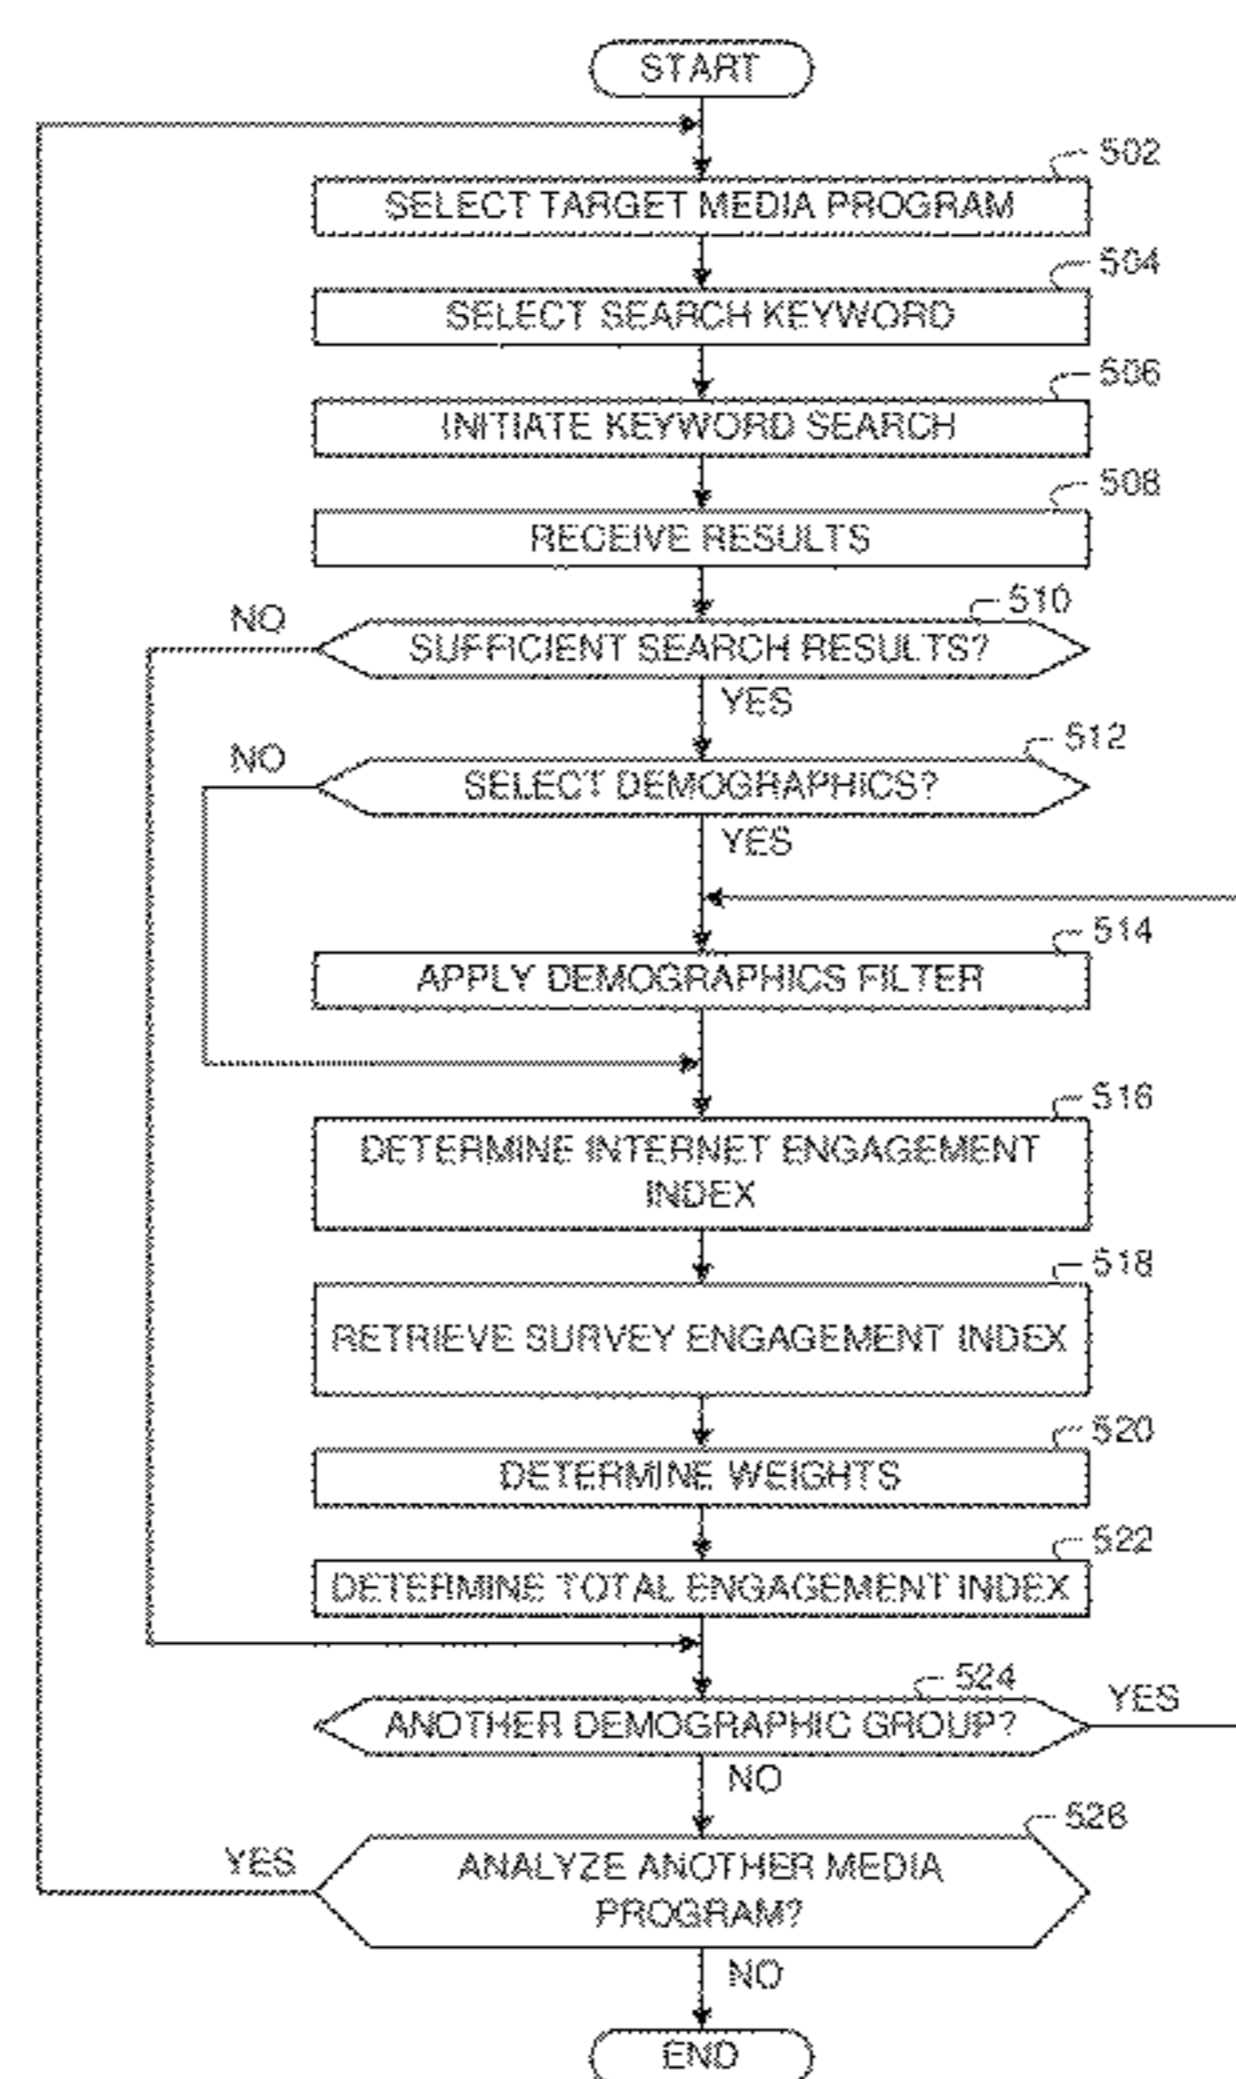 START
502
SELECT TARGET MEDIA PROGRAM
504
SELECT SEARCH KEYWORD
506
INITIATE KEYWORD SEARCH
508
RECEIVE RESULTS
510
NO
SUFFICIENT SEARCH RESULTS?
YES
512
NO
SELECT DEMOGRAPHICS?
YES
514
APPLY DEMOGRAPHICS FILTER
516
DETERMINE INTERNET ENGAGEMENT
INDEX
518
RETRIEVE SURVEY ENGAGEMENT INDEX
520
DETERMINE WEIGHTS
522
DETERMINE TOTAL ENGAGEMENT INDEX
524
YES
ANOTHER DEMOGRAPHIC GROUP?
NO
526
YES
ANALYZE ANOTHER MEDIA
PROGRAM?
NO
END